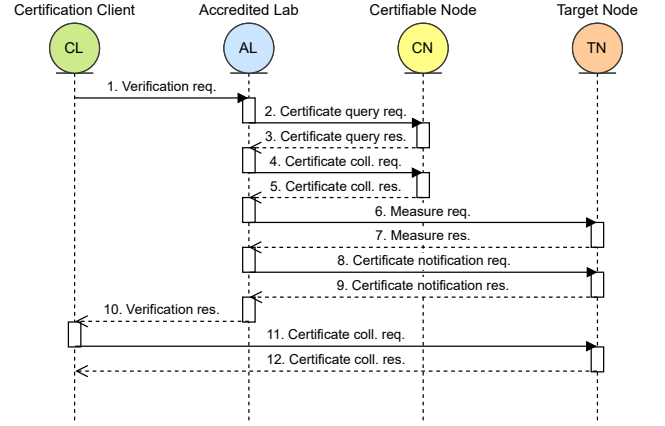 Certification Client
Accredited Lab
Certifiable Node
Target Node
CL
AL
CN
TN
1. Verification req.
2. Certificate query req.
3. Certificate query res.
4. Certificate coll. req.
5. Certificate coll. res.
6. Measure req.
7. Measure res.
8. Certificate notification req.
9. Certificate notification res.
10. Verification res.
11. Certificate coll. req.
12. Certificate coll. res.